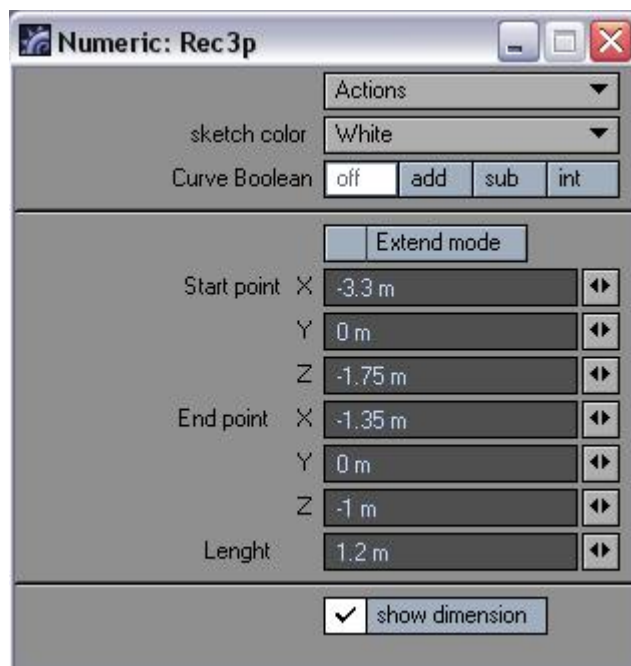 Numeric: Rec3p
Actions
sketch color White
Curve Boolean off add sub int
Extend mode
Start point X -3.3 m
Y 0 m
Z -1.75 m
End point X -1.35 m
Y 0 m
Z -1 m
Lenght 1.2 m
show dimension